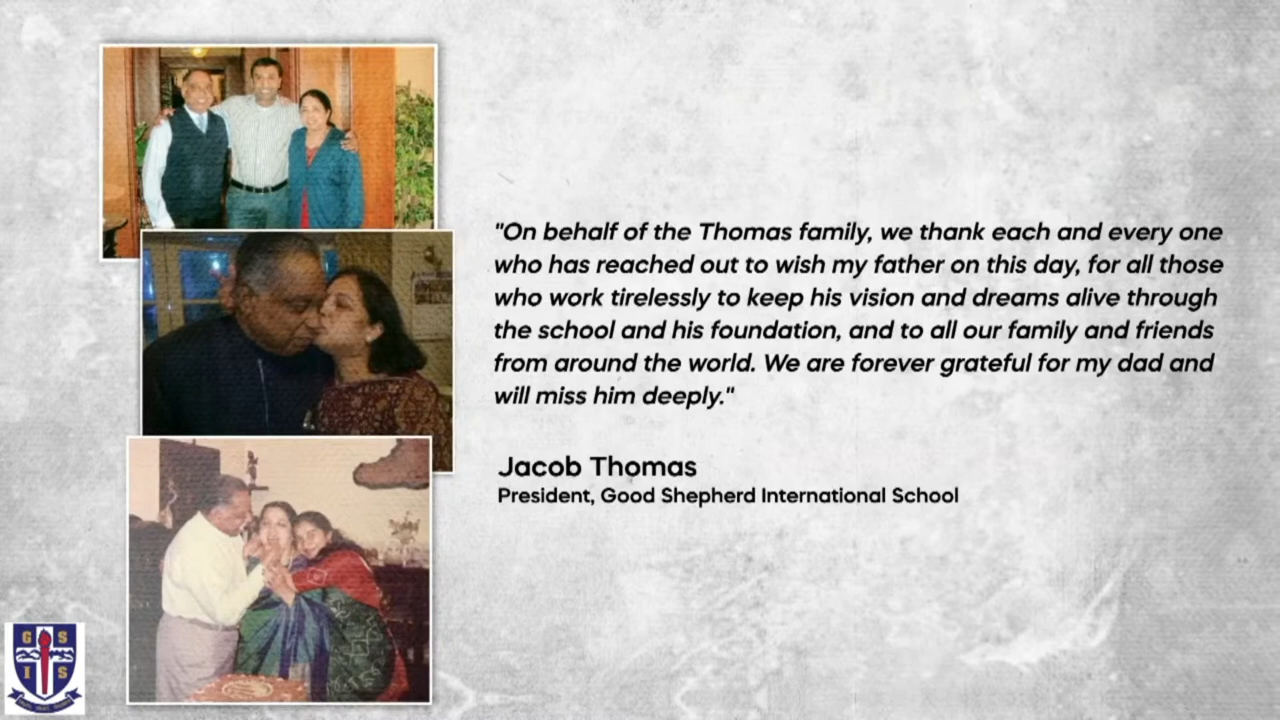 "On behalf of the Thomas family, we thank each and every one
who has reached out to wish my father on this day, for all those
who work tirelessly to keep his vision and dreams alive through
the school and his foundation, and to all our family and friends
from around the world. We are forever grateful for my dad and
will miss him deeply."
Jacob Thomas
President, Good Shepherd International School
G S
I S